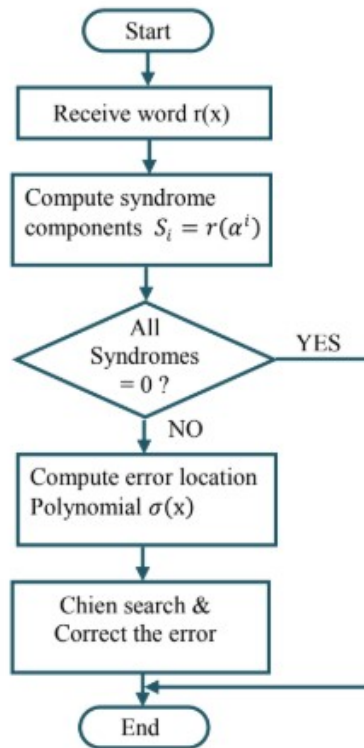 Start
Receive word r(x)
Compute syndrome
components S_i = r(α^i)
All
Syndromes
= 0 ?
YES
NO
Compute error location
Polynomial σ(x)
Chien search &
Correct the error
End